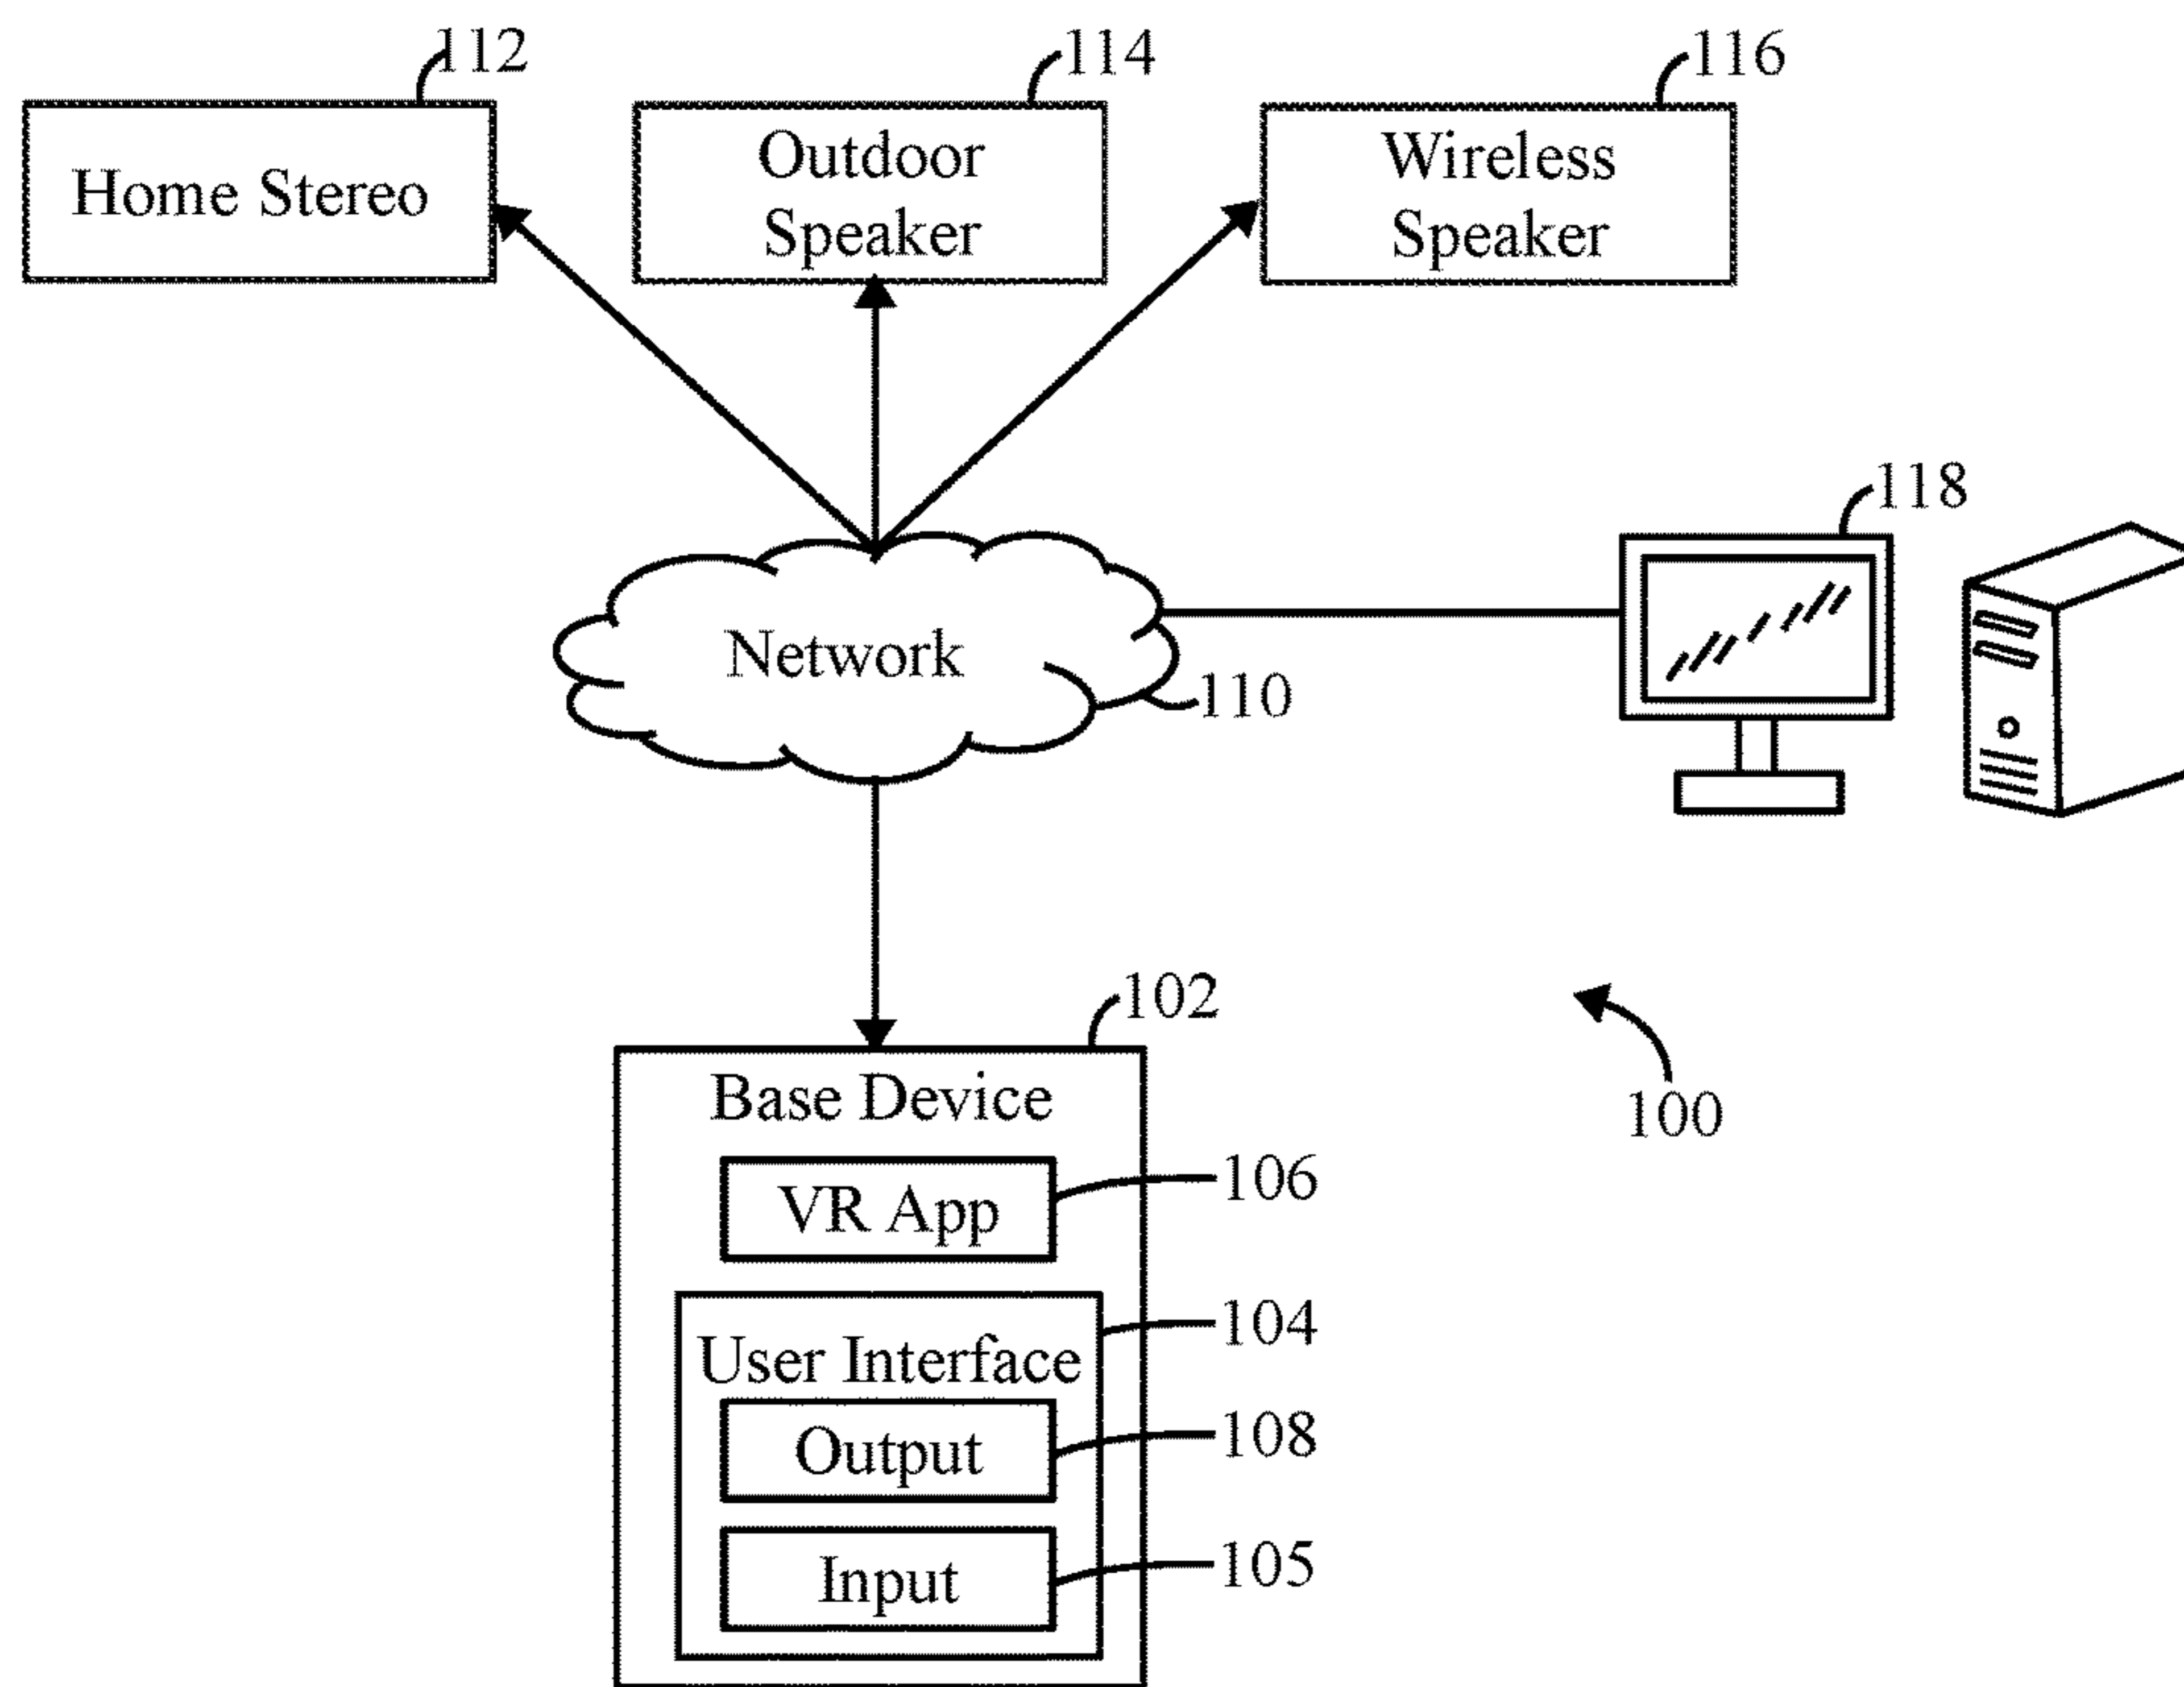 112
114
116
Home Stereo
Outdoor
Speaker
Wireless
Speaker
118
Network
110
102
Base Device
100
106
VR App
104
User Interface
108
Output
105
Input